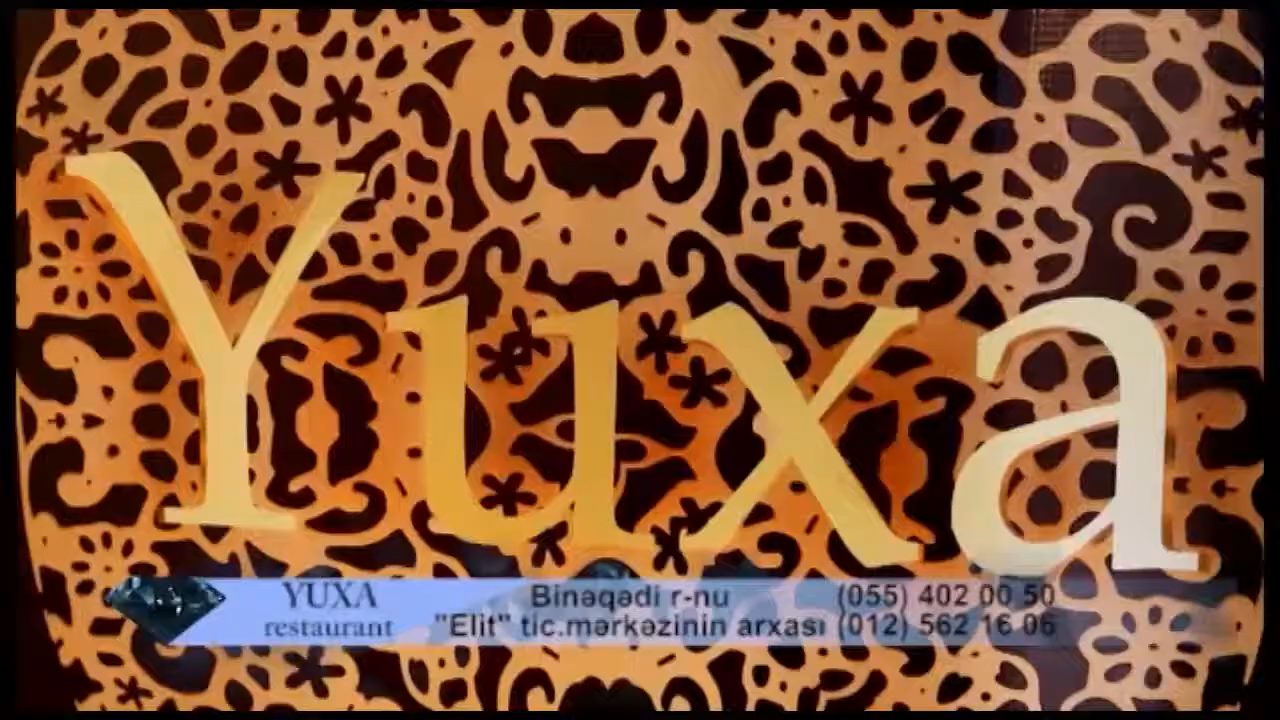 Yuxa
YUXA Binəqədi r-nu (055) 402 00 50
restaurant "Elit" tic.mərkəzinin arxası (012) 562 16 06